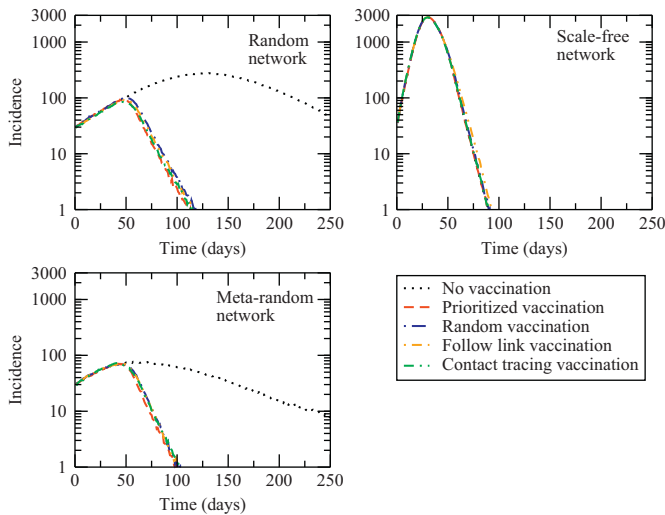 3000
1000
100
10
1
Incidence
Random
network
0 50 100 150 200 250
Time (days)
3000
1000
100
10
1
Scale-free
network
0 50 100 150 200 250
Time (days)
3000
1000
100
10
1
Incidence
Meta-random
network
0 50 100 150 200 250
Time (days)
No vaccination
Prioritized vaccination
Random vaccination
Follow link vaccination
Contact tracing vaccination